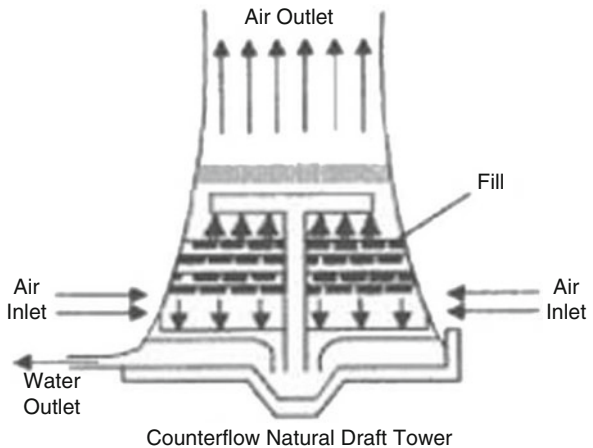 Air Outlet
Fill
Air
Inlet
Air
Inlet
Water
Outlet
Counterflow Natural Draft Tower